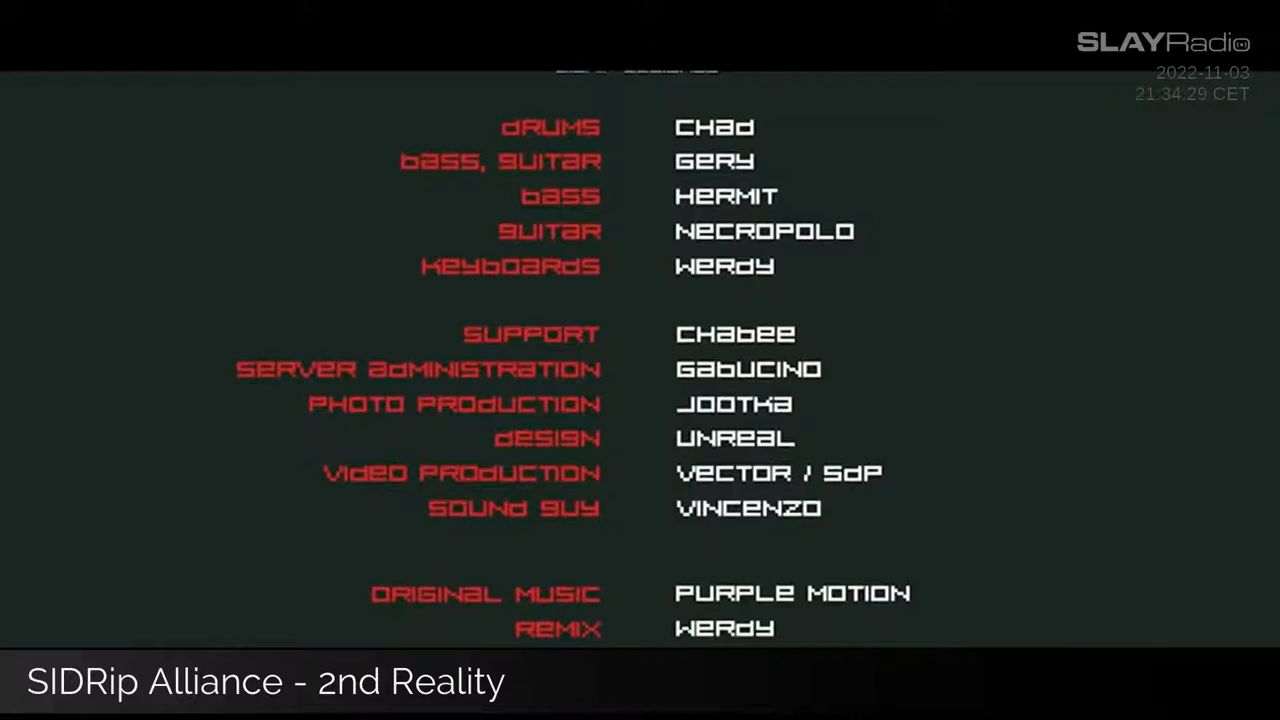 SLAYRadio
2022-11-03
21:34.29 CET
dRUMS CHad
bass, guitar GERY
bass HERMIT
guitar NECROPOLO
keyboards WERdY
SUPPORT CHabEE
SERVER adMINISTRatION GabUCINO
PHOTO PROdUCTION JOOTKa
dESIGN UNREaL
VIdEO PROdUCTION VECTOR / SdP
SOUNd GUY VINCENZO
ORIGINaL MUSIC PURPLE MOTION
REMIX WERdY
SIDRip Alliance - 2nd Reality